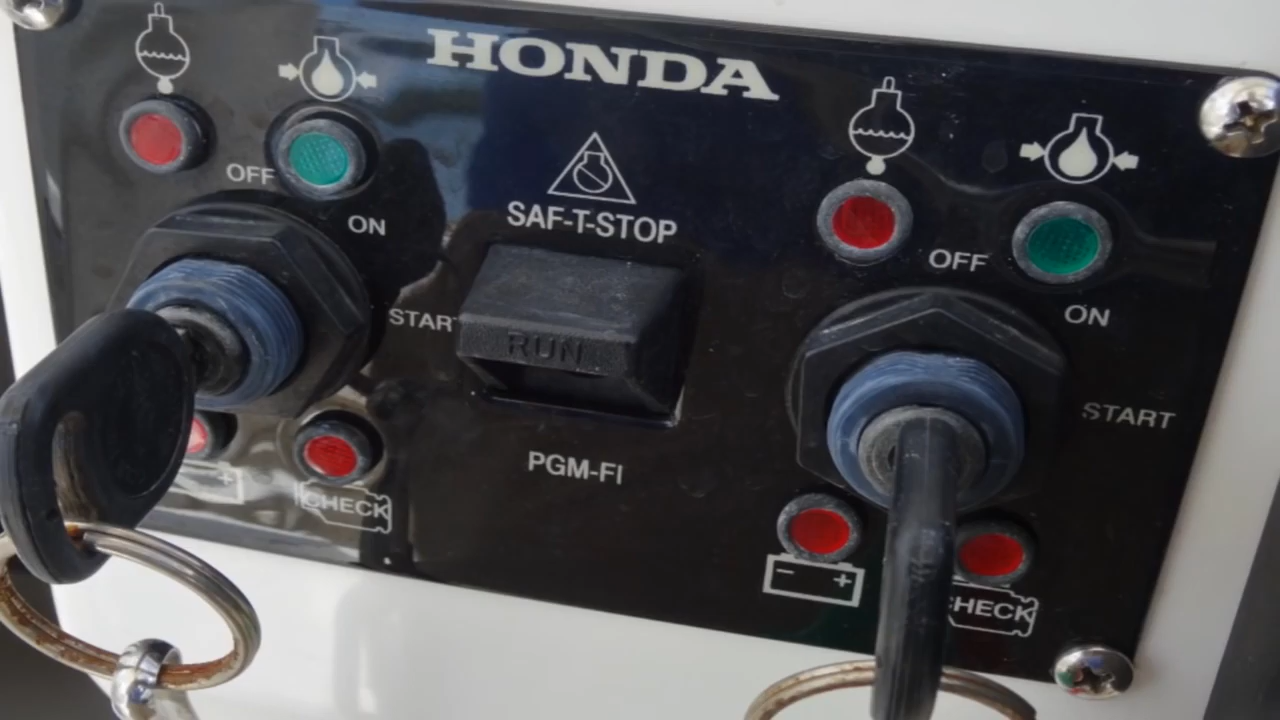 HONDA
OFF
ON
START
SAF-T-STOP
RUN
PGM-FI
CHECK
OFF
ON
START
CHECK